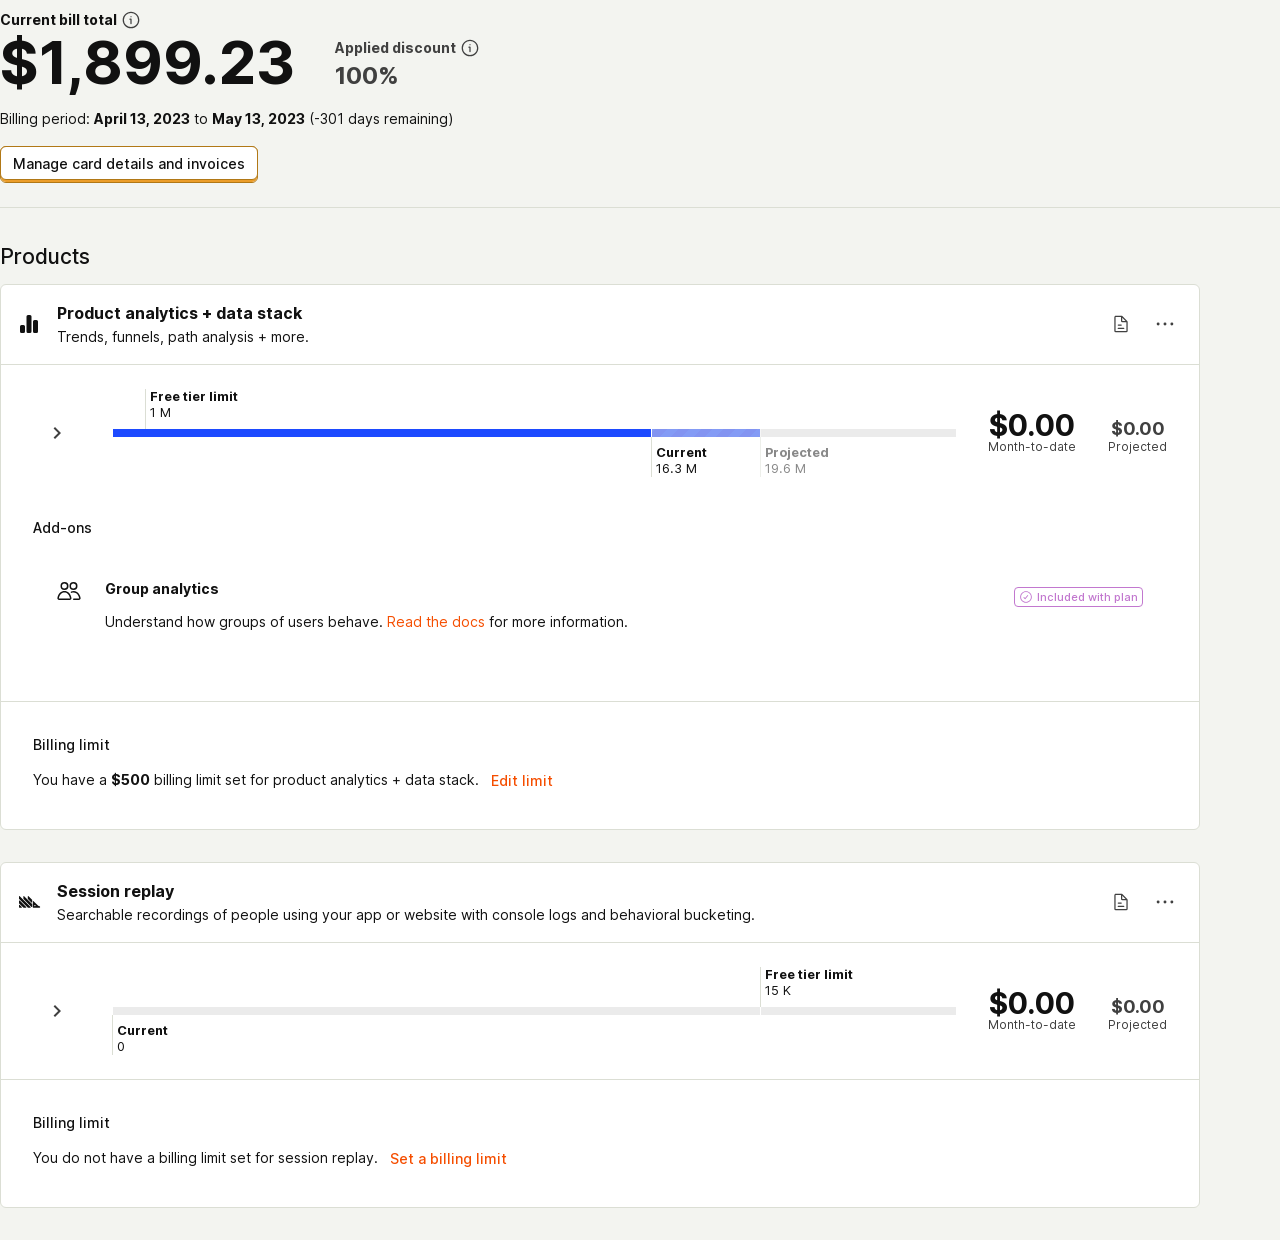 Current bill total
$1,899.23
Applied discount
100%
Billing period: April 13, 2023 to May 13, 2023 (-301 days remaining)
Manage card details and invoices
Products
Product analytics + data stack
Trends, funnels, path analysis + more.
Free tier limit
1 M
Current
16.3 M
Projected
19.6 M
$0.00
Month-to-date
$0.00
Projected
Add-ons
Group analytics
Included with plan
Understand how groups of users behave. Read the docs for more information.
Billing limit
You have a $500 billing limit set for product analytics + data stack. Edit limit
Session replay
Searchable recordings of people using your app or website with console logs and behavioral bucketing.
Free tier limit
15 K
Current
0
$0.00
Month-to-date
$0.00
Projected
Billing limit
You do not have a billing limit set for session replay. Set a billing limit